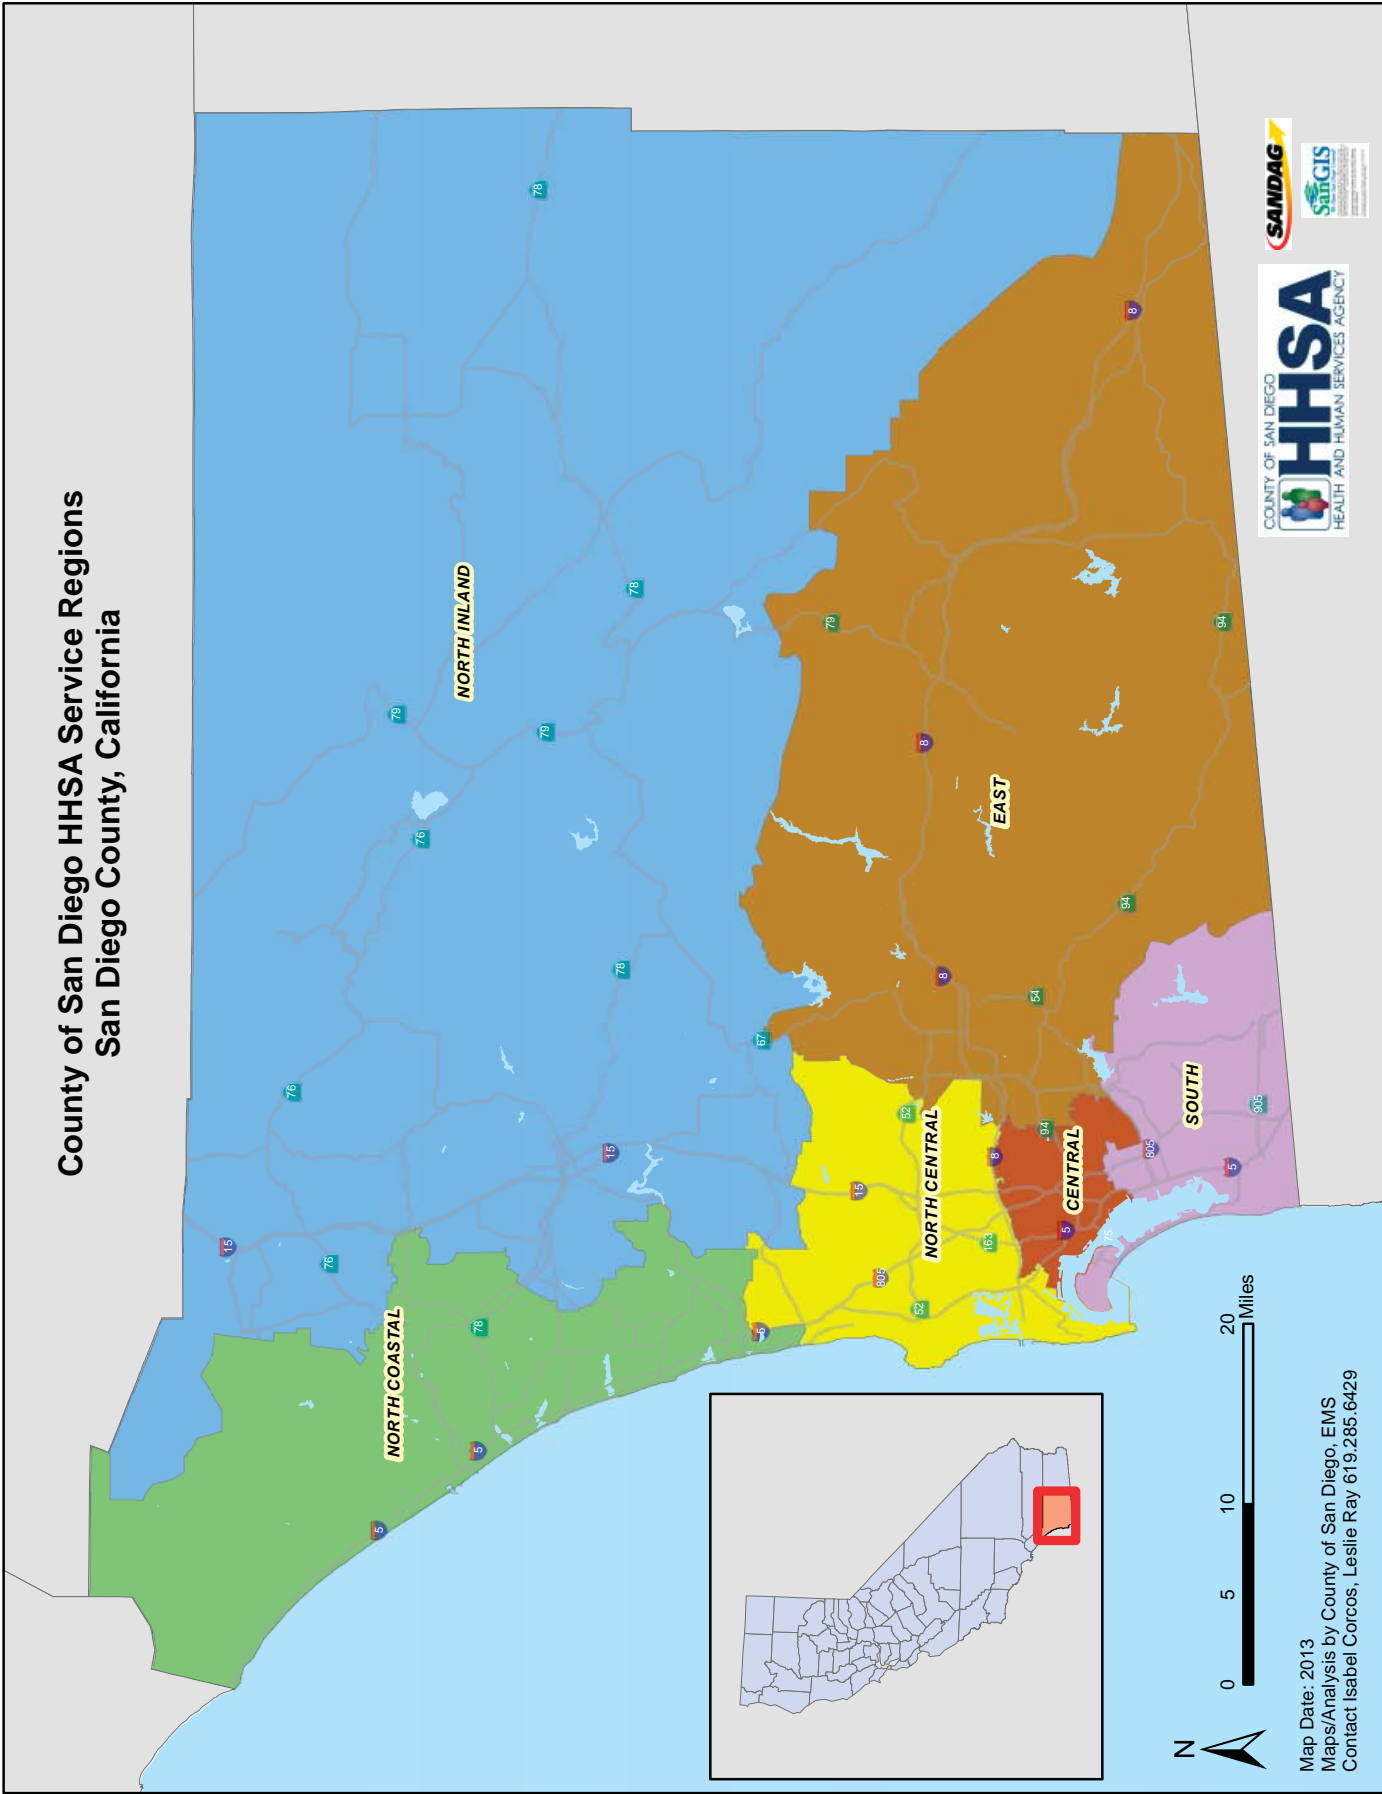 County of San Diego HHSA Service Regions
San Diego County, California
15
76
76
79
76
79
78
NORTH INLAND
NORTH COASTAL
5
5
78
15
78
79
78
67
5
NORTH CENTRAL
805
15
52
52
163
8
EAST
79
8
8
8
54
94
94
94
CENTRAL
5
75
SOUTH
805
5
905
N
0 5 10 20
Miles
Map Date: 2013
Maps/Analysis by County of San Diego, EMS
Contact Isabel Corcos, Leslie Ray 619.285.6429
COUNTY OF SAN DIEGO
HHSA
HEALTH AND HUMAN SERVICES AGENCY
SANDAG
SanGIS